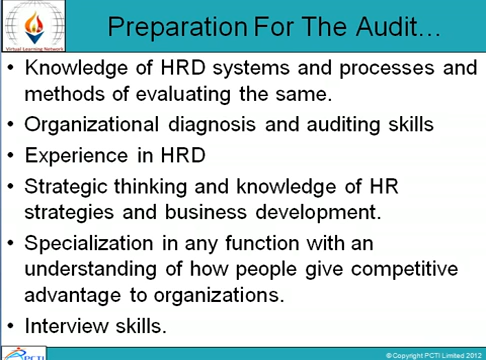 Preparation For The Audit...
Virtual Learning Network
• Knowledge of HRD systems and processes and
methods of evaluating the same.
• Organizational diagnosis and auditing skills
• Experience in HRD
• Strategic thinking and knowledge of HR
strategies and business development.
• Specialization in any function with an
understanding of how people give competitive
advantage to organizations.
• Interview skills.
PCTI
© Copyright PCTI Limited 2012